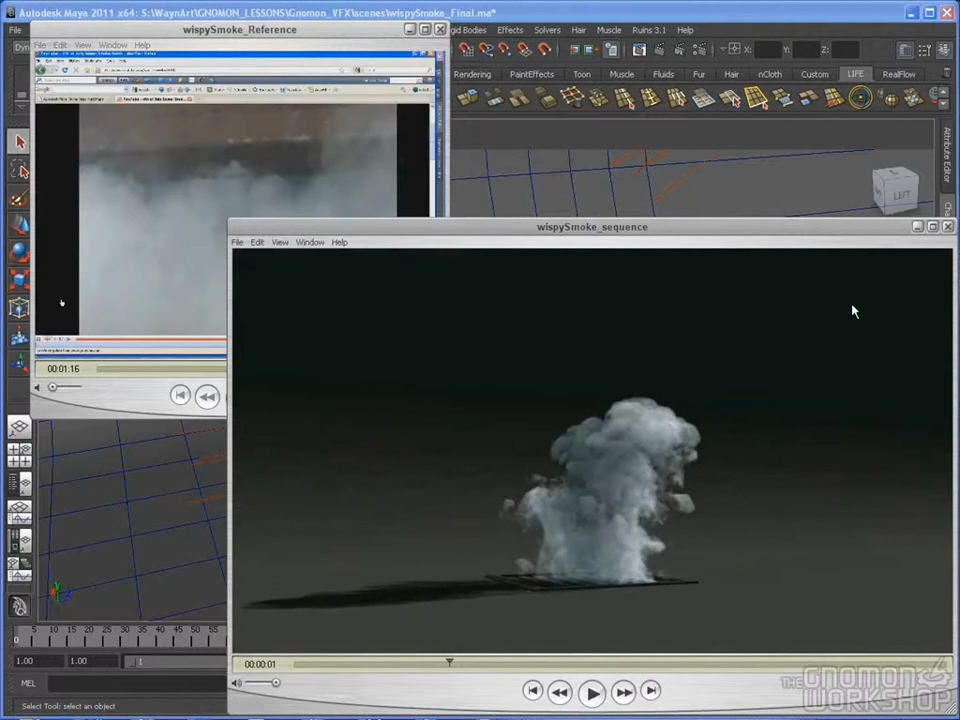 Autodesk Maya 2011 x64: S:\WaynArt\GNOMON_LESSONS\Gnomon_VFX\scenes\wispySmoke_Final.ma*
File
wispySmoke_Reference
File Edit View Window Help
Effects Solvers Hair Muscle Ruins 3.1 Help
X: Y: Z:
Rendering PaintEffects Toon Muscle Fluids Fur Hair nCloth Custom LIFE RealFlow
Attribute Editor
LEFT
wispySmoke_sequence
File Edit View Window Help
00:01:16
5 10 15 20 25 30 35 40 45 50 55
00:00:01
1.00 1.00 1
MEL
Select Tool: select an object
THE GNOMON WORKSHOP